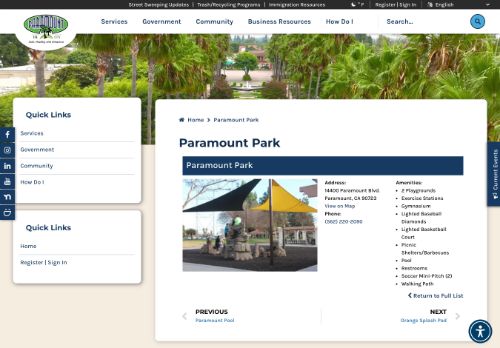 Street Sweeping Updates | Trash/Recycling Programs | Immigration Resources
°F | Register | Sign In English
PARAMOUNT
Services Government Community Business Resources How Do I Search...
Quick Links
Services
Government
Community
How Do I
Quick Links
Home
Register | Sign In
Home > Paramount Park
Paramount Park
Paramount Park
Address:
14400 Paramount Blvd.
Paramount, CA 90723
View on Map
Phone:
(562) 220-2090
Amenities:
2 Playgrounds
Exercise Stations
Gymnasium
Lighted Baseball
Diamonds
Lighted Basketball
Court
Picnic
Shelters/Barbecues
Pool
Restrooms
Soccer Mini-Pitch (2)
Walking Path
Return to Full List
PREVIOUS
Paramount Pool
NEXT
Orange Splash Pad
Current Events